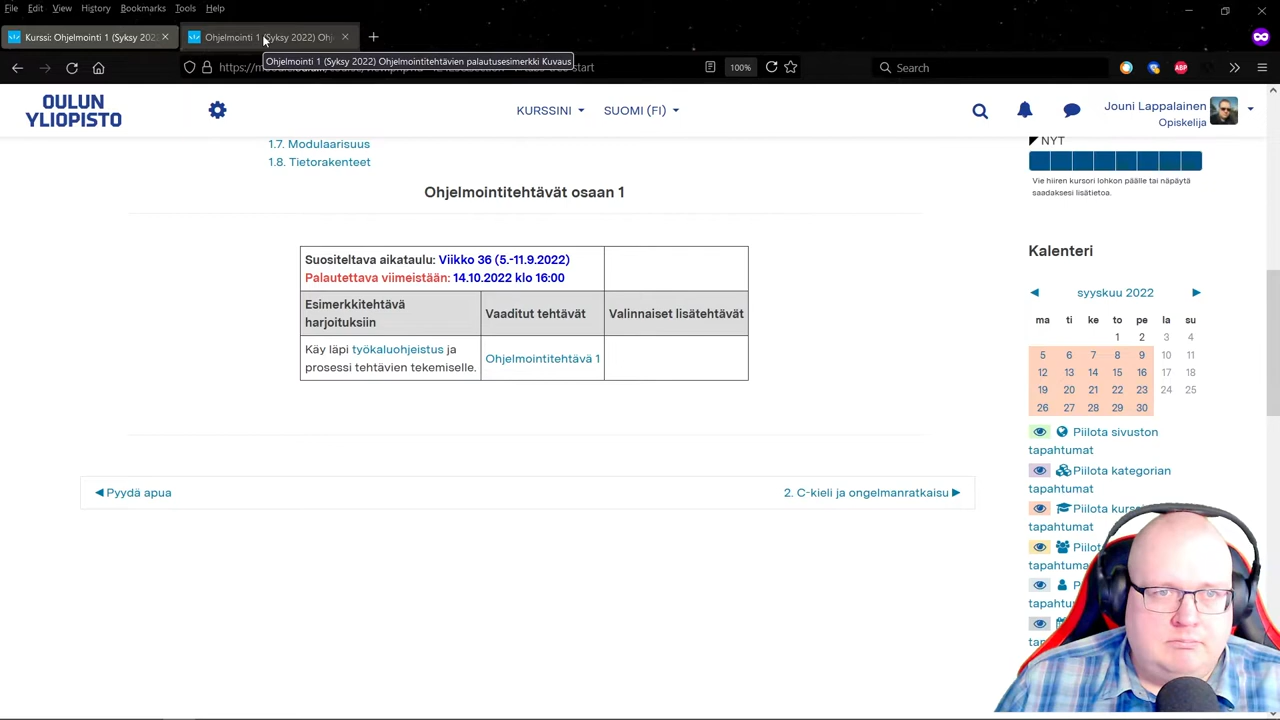 File Edit View History Bookmarks Tools Help
Kurssi: Ohjelmointi 1 (Syksy 202
Ohjelmointi 1 (Syksy 2022) Oh
Ohjelmointi 1 (Syksy 2022) Ohjelmointitehtävien palautusesimerkki Kuvaus
start
100%
Search
OULUN
YLIOPISTO
KURSSINI
SUOMI (FI)
Jouni Lappalainen
Opiskelija
1.7. Modulaarisuus
1.8. Tietorakenteet
Ohjelmointitehtävät osaan 1
Suositeltava aikataulu: Viikko 36 (5.-11.9.2022)
Palautettava viimeistään: 14.10.2022 klo 16:00
Esimerkkitehtävä
harjoituksiin
Vaaditut tehtävät
Valinnaiset lisätehtävät
Käy läpi työkaluohjeistus ja
prosessi tehtävien tekemiselle.
Ohjelmointitehtävä 1
◀ Pyydä apua
2. C-kieli ja ongelmanratkaisu ▶
NYT
Vie hiiren kursori lohkon päälle tai näpäytä
saadaksesi lisätietoa.
Kalenteri
◀ syyskuu 2022 ▶
ma ti ke to pe la su
1 2 3 4
5 6 7 8 9 10 11
12 13 14 15 16 17 18
19 20 21 22 23 24 25
26 27 28 29 30
Piilota sivuston
tapahtumat
Piilota kategorian
tapahtumat
Piilota kurs
tapahtumat
Piilot
tapahtuma
P
tapahtu
tap
ABP